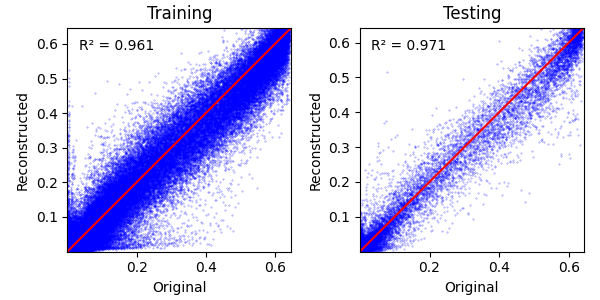 Training
R² = 0.961
0.6
0.5
0.4
0.3
0.2
0.1
0.2 0.4 0.6
Reconstructed
Original
Testing
R² = 0.971
0.6
0.5
0.4
0.3
0.2
0.1
0.2 0.4 0.6
Reconstructed
Original